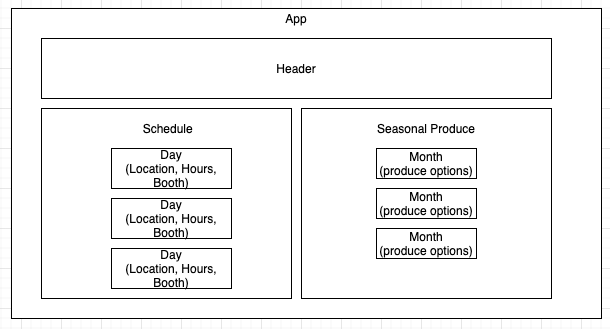 App
Header
Schedule
Day
(Location, Hours,
Booth)
Day
(Location, Hours,
Booth)
Day
(Location, Hours,
Booth)
Seasonal Produce
Month
(produce options)
Month
(produce options)
Month
(produce options)